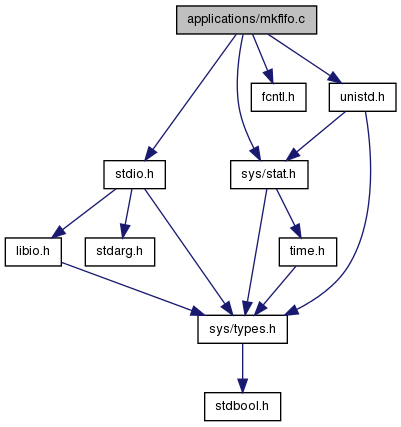 applications/mkfifo.c
fcntl.h
unistd.h
stdio.h
sys/stat.h
libio.h
stdarg.h
time.h
sys/types.h
stdbool.h